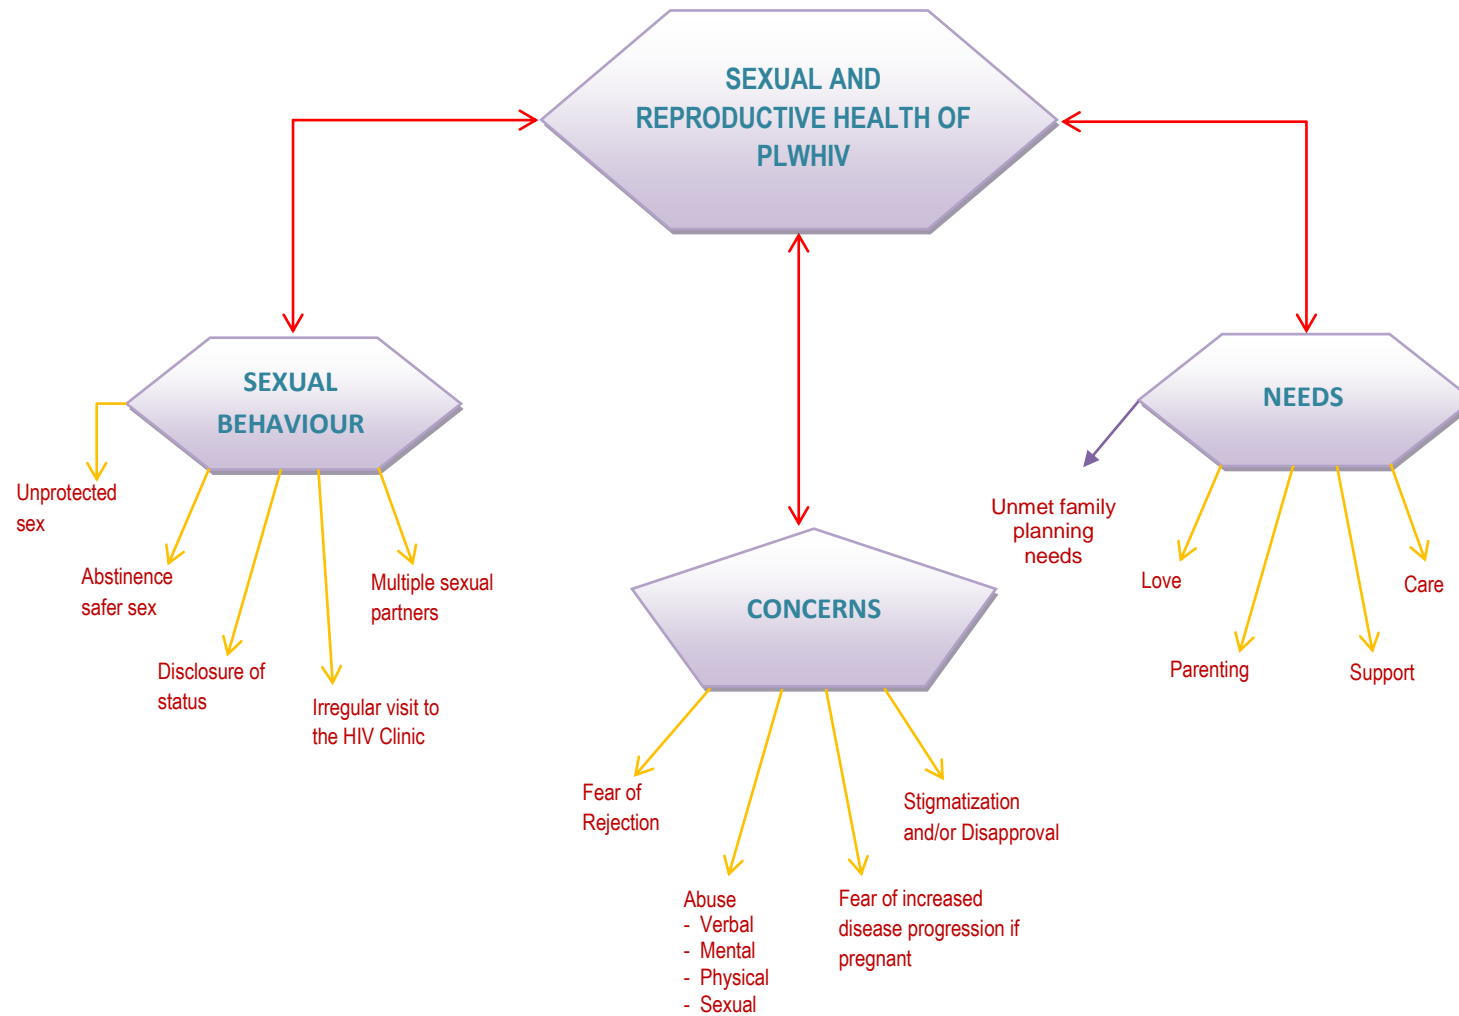 SEXUAL AND
REPRODUCTIVE HEALTH OF
PLWHIV
SEXUAL
BEHAVIOUR
NEEDS
CONCERNS
Unprotected
sex
Abstinence
safer sex
Disclosure of
status
Irregular visit to
the HIV Clinic
Multiple sexual
partners
Fear of
Rejection
Abuse
- Verbal
- Mental
- Physical
- Sexual
Fear of increased
disease progression if
pregnant
Stigmatization
and/or Disapproval
Unmet family
planning
needs
Love
Parenting
Support
Care